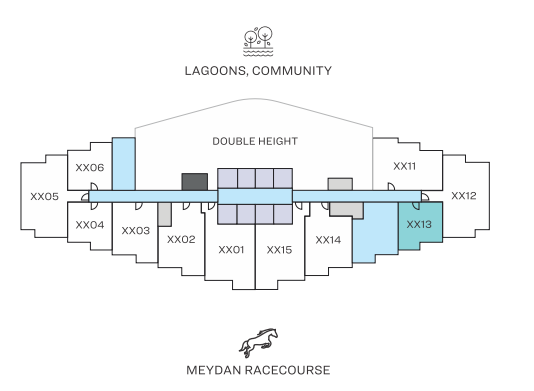 LAGOONS, COMMUNITY
DOUBLE HEIGHT
XX06
XX11
XX05
XX12
XX04
XX03
XX02
XX01
XX15
XX14
XX13
MEYDAN RACECOURSE